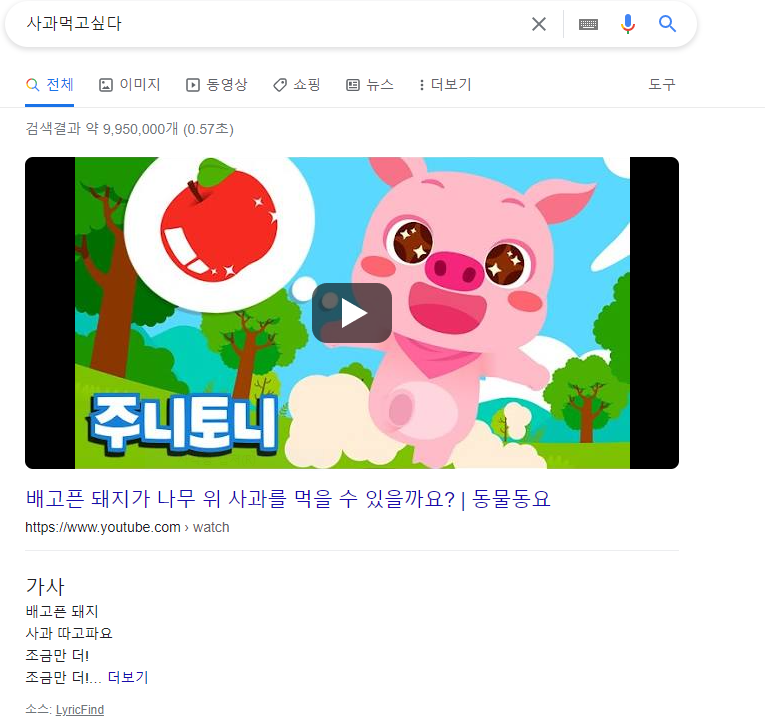 사과먹고싶다
전체
이미지
동영상
쇼핑
뉴스
더보기
도구
검색결과 약 9,950,000개 (0.57초)
주니토니
배고픈 돼지가 나무 위 사과를 먹을 수 있을까요? | 동물동요
https://www.youtube.com › watch
가사
배고픈 돼지
사과 따고파요
조금만 더!
조금만 더!... 더보기
소스: LyricFind